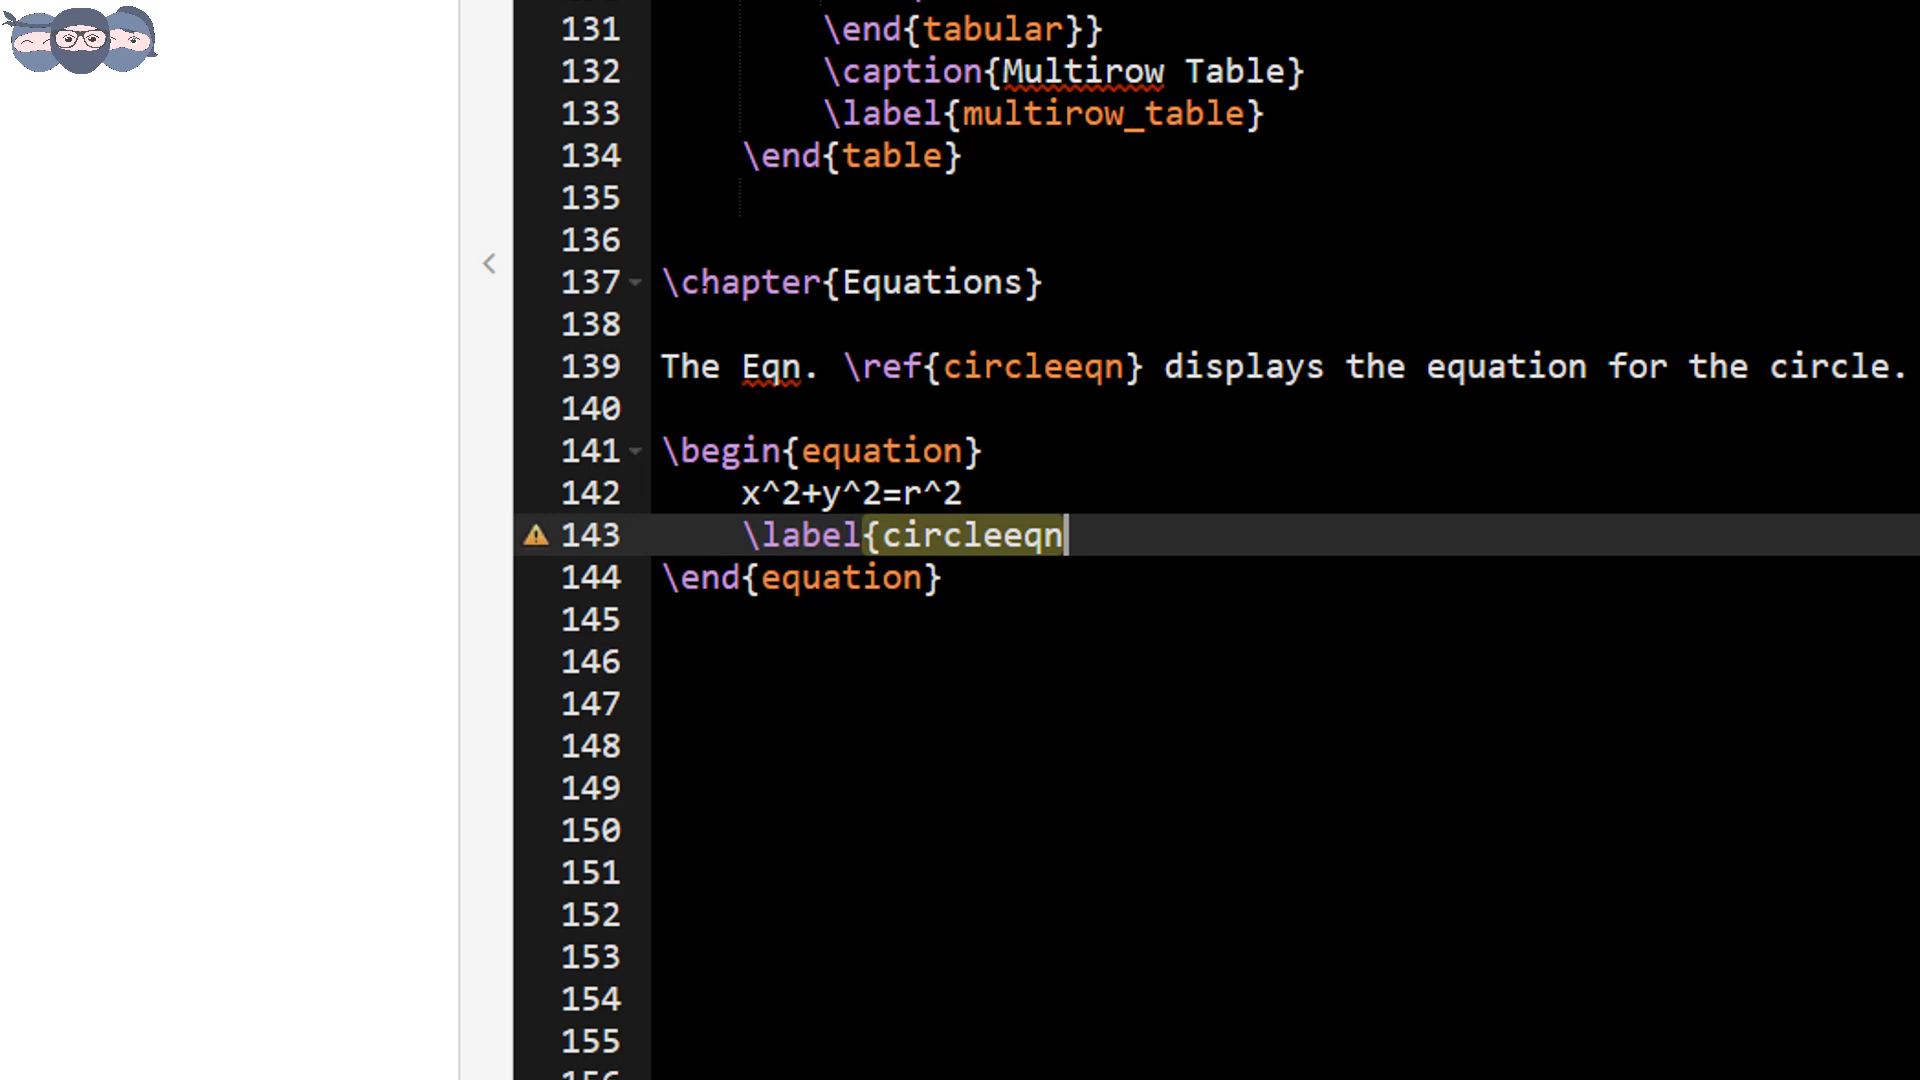 131 \end{tabular}}
132 \caption{Multirow Table}
133 \label{multirow_table}
134 \end{table}
135
136
137 \chapter{Equations}
138
139 The Eqn. \ref{circleeqn} displays the equation for the circle.
140
141 \begin{equation}
142 x^2+y^2=r^2
143 \label{circleeqn
144 \end{equation}
145
146
147
148
149
150
151
152
153
154
155